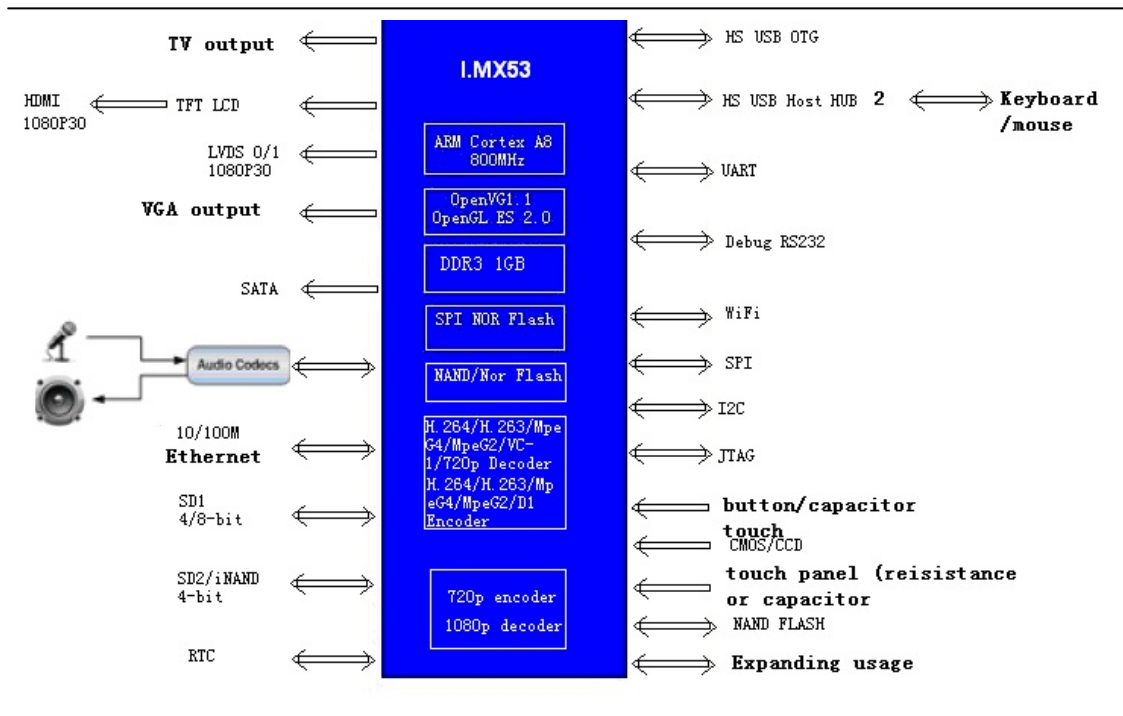 TV output
HDMI
1080P30
TFT LCD
LVDS 0/1
1080P30
VGA output
SATA
Audio Codecs
10/100M
Ethernet
SD1
4/8-bit
SD2/iNAND
4-bit
RTC
I.MX53
ARM Cortex A8
800MHz
OpenVG1.1
OpenGL ES 2.0
DDR3 1GB
SPI NOR Flash
NAND/Nor Flash
H.264/H.263/Mpe
G4/MpeG2/VC-
1/720p Decoder
H.264/H.263/Mp
eG4/MpeG2/D1
Encoder
720p encoder
1080p decoder
HS USB OTG
HS USB Host HUB 2
Keyboard
/mouse
UART
Debug RS232
WiFi
SPI
I2C
JTAG
button/capacitor
touch
CMOS/CCD
touch panel (reisistance
or capacitor
NAND FLASH
Expanding usage